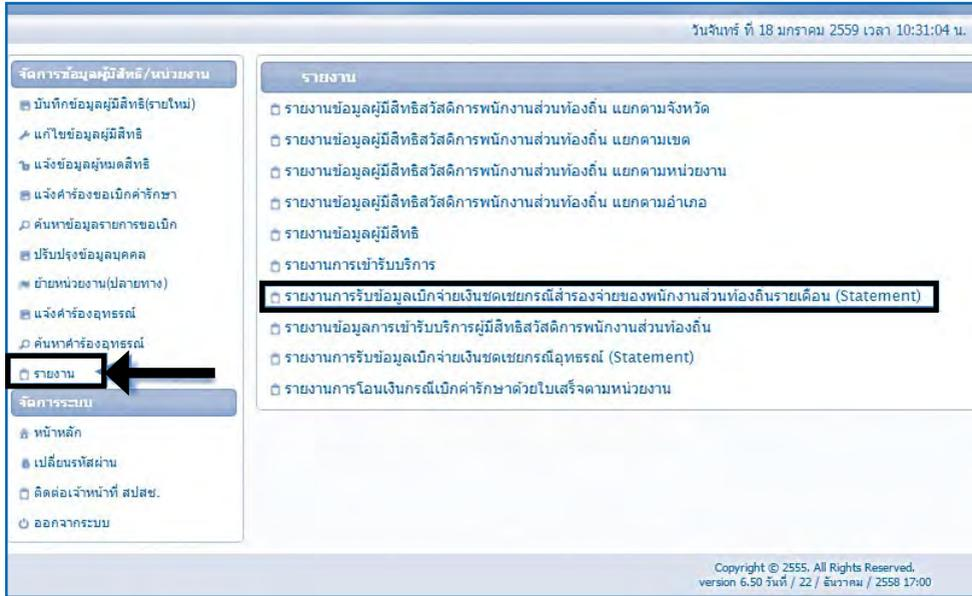 วันจันทร์ ที่ 18 มกราคม 2559 เวลา 10:31:04 น.
จัดการข้อมูลผู้มีสิทธิ/หน่วยงาน
บันทึกข้อมูลผู้มีสิทธิ(รายใหม่)
แก้ไขข้อมูลผู้มีสิทธิ
แจ้งข้อมูลผู้หมดสิทธิ
แจ้งคำร้องขอเบิกค่ารักษา
ค้นหาข้อมูลรายการขอเบิก
ปรับปรุงข้อมูลบุคคล
ย้ายหน่วยงาน(ปลายทาง)
แจ้งคำร้องอุทธรณ์
ค้นหาคำร้องอุทธรณ์
รายงาน
จัดการระบบ
หน้าหลัก
เปลี่ยนรหัสผ่าน
ติดต่อเจ้าหน้าที่ สปสช.
ออกจากระบบ
รายงาน
รายงานข้อมูลผู้มีสิทธิสวัสดิการพนักงานส่วนท้องถิ่น แยกตามจังหวัด
รายงานข้อมูลผู้มีสิทธิสวัสดิการพนักงานส่วนท้องถิ่น แยกตามเขต
รายงานข้อมูลผู้มีสิทธิสวัสดิการพนักงานส่วนท้องถิ่น แยกตามหน่วยงาน
รายงานข้อมูลผู้มีสิทธิสวัสดิการพนักงานส่วนท้องถิ่น แยกตามอำเภอ
รายงานข้อมูลผู้มีสิทธิ
รายงานการเข้ารับบริการ
รายงานการรับข้อมูลเบิกจ่ายเงินชดเชยกรณีสำรองจ่ายของพนักงานส่วนท้องถิ่นรายเดือน (Statement)
รายงานข้อมูลการเข้ารับบริการผู้มีสิทธิสวัสดิการพนักงานส่วนท้องถิ่น
รายงานการรับข้อมูลเบิกจ่ายเงินชดเชยกรณีอุทธรณ์ (Statement)
รายงานการโอนเงินกรณีเบิกค่ารักษาด้วยใบเสร็จตามหน่วยงาน
Copyright © 2555. All Rights Reserved.
version 6.50 วันที่ / 22 / ธันวาคม / 2558 17:00